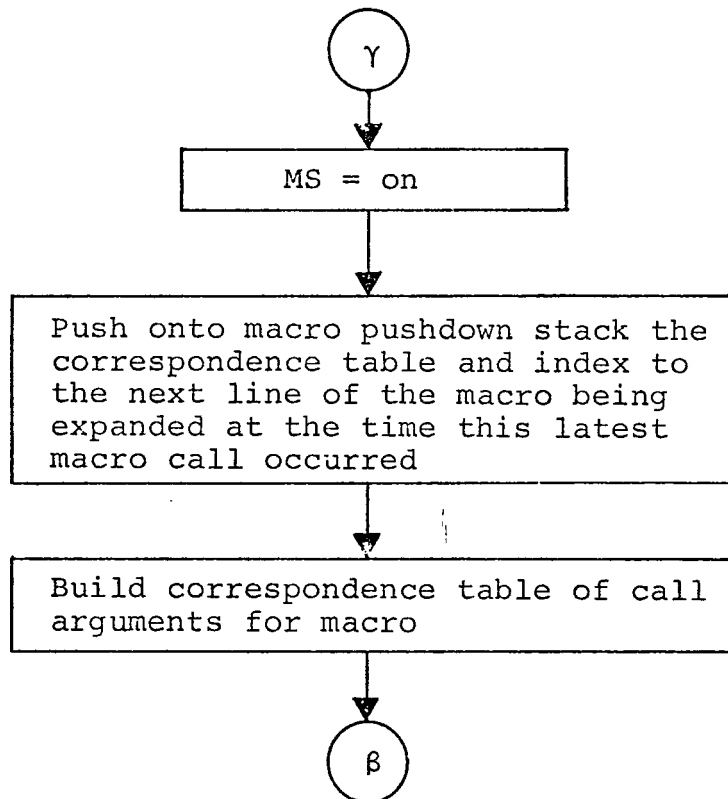 γ
MS = on
Push onto macro pushdown stack the
correspondence table and index to
the next line of the macro being
expanded at the time this latest
macro call occurred
Build correspondence table of call
arguments for macro
β